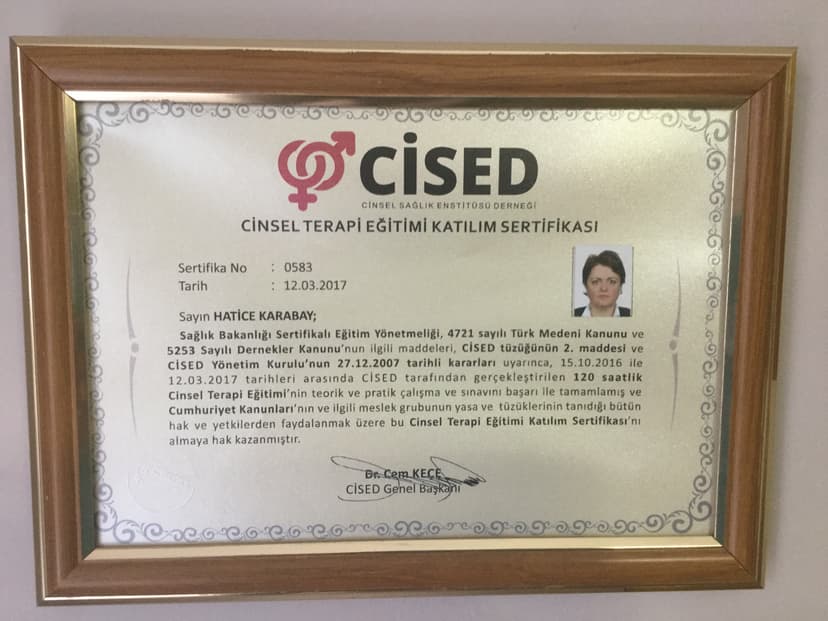 CİSED
CİNSEL SAĞLIK ENSTİTÜSÜ DERNEĞİ
CİNSEL TERAPİ EĞİTİMİ KATILIM SERTİFİKASI
Sertifika No : 0583
Tarih : 12.03.2017
Sayın HATİCE KARABAY;
Sağlık Bakanlığı Sertifikalı Eğitim Yönetmeliği, 4721 sayılı Türk Medeni Kanunu ve
5253 Sayılı Dernekler Kanunu'nun ilgili maddeleri, CİSED tüzüğünün 2. maddesi ve
CİSED Yönetim Kurulu'nun 27.12.2007 tarihli kararları uyarınca, 15.10.2016 ile
12.03.2017 tarihleri arasında CİSED tarafından gerçekleştirilen 120 saatlik
Cinsel Terapi Eğitimi'nin teorik ve pratik çalışma ve sınavını başarı ile tamamlamış ve
Cumhuriyet Kanunları'nın ve ilgili meslek grubunun yasa ve tüzüklerinin tanıdığı bütün
hak ve yetkilerden faydalanmak üzere bu Cinsel Terapi Eğitimi Katılım Sertifikası'nı
almaya hak kazanmıştır.
Dr. Cem KEÇE
CİSED Genel Başkanı